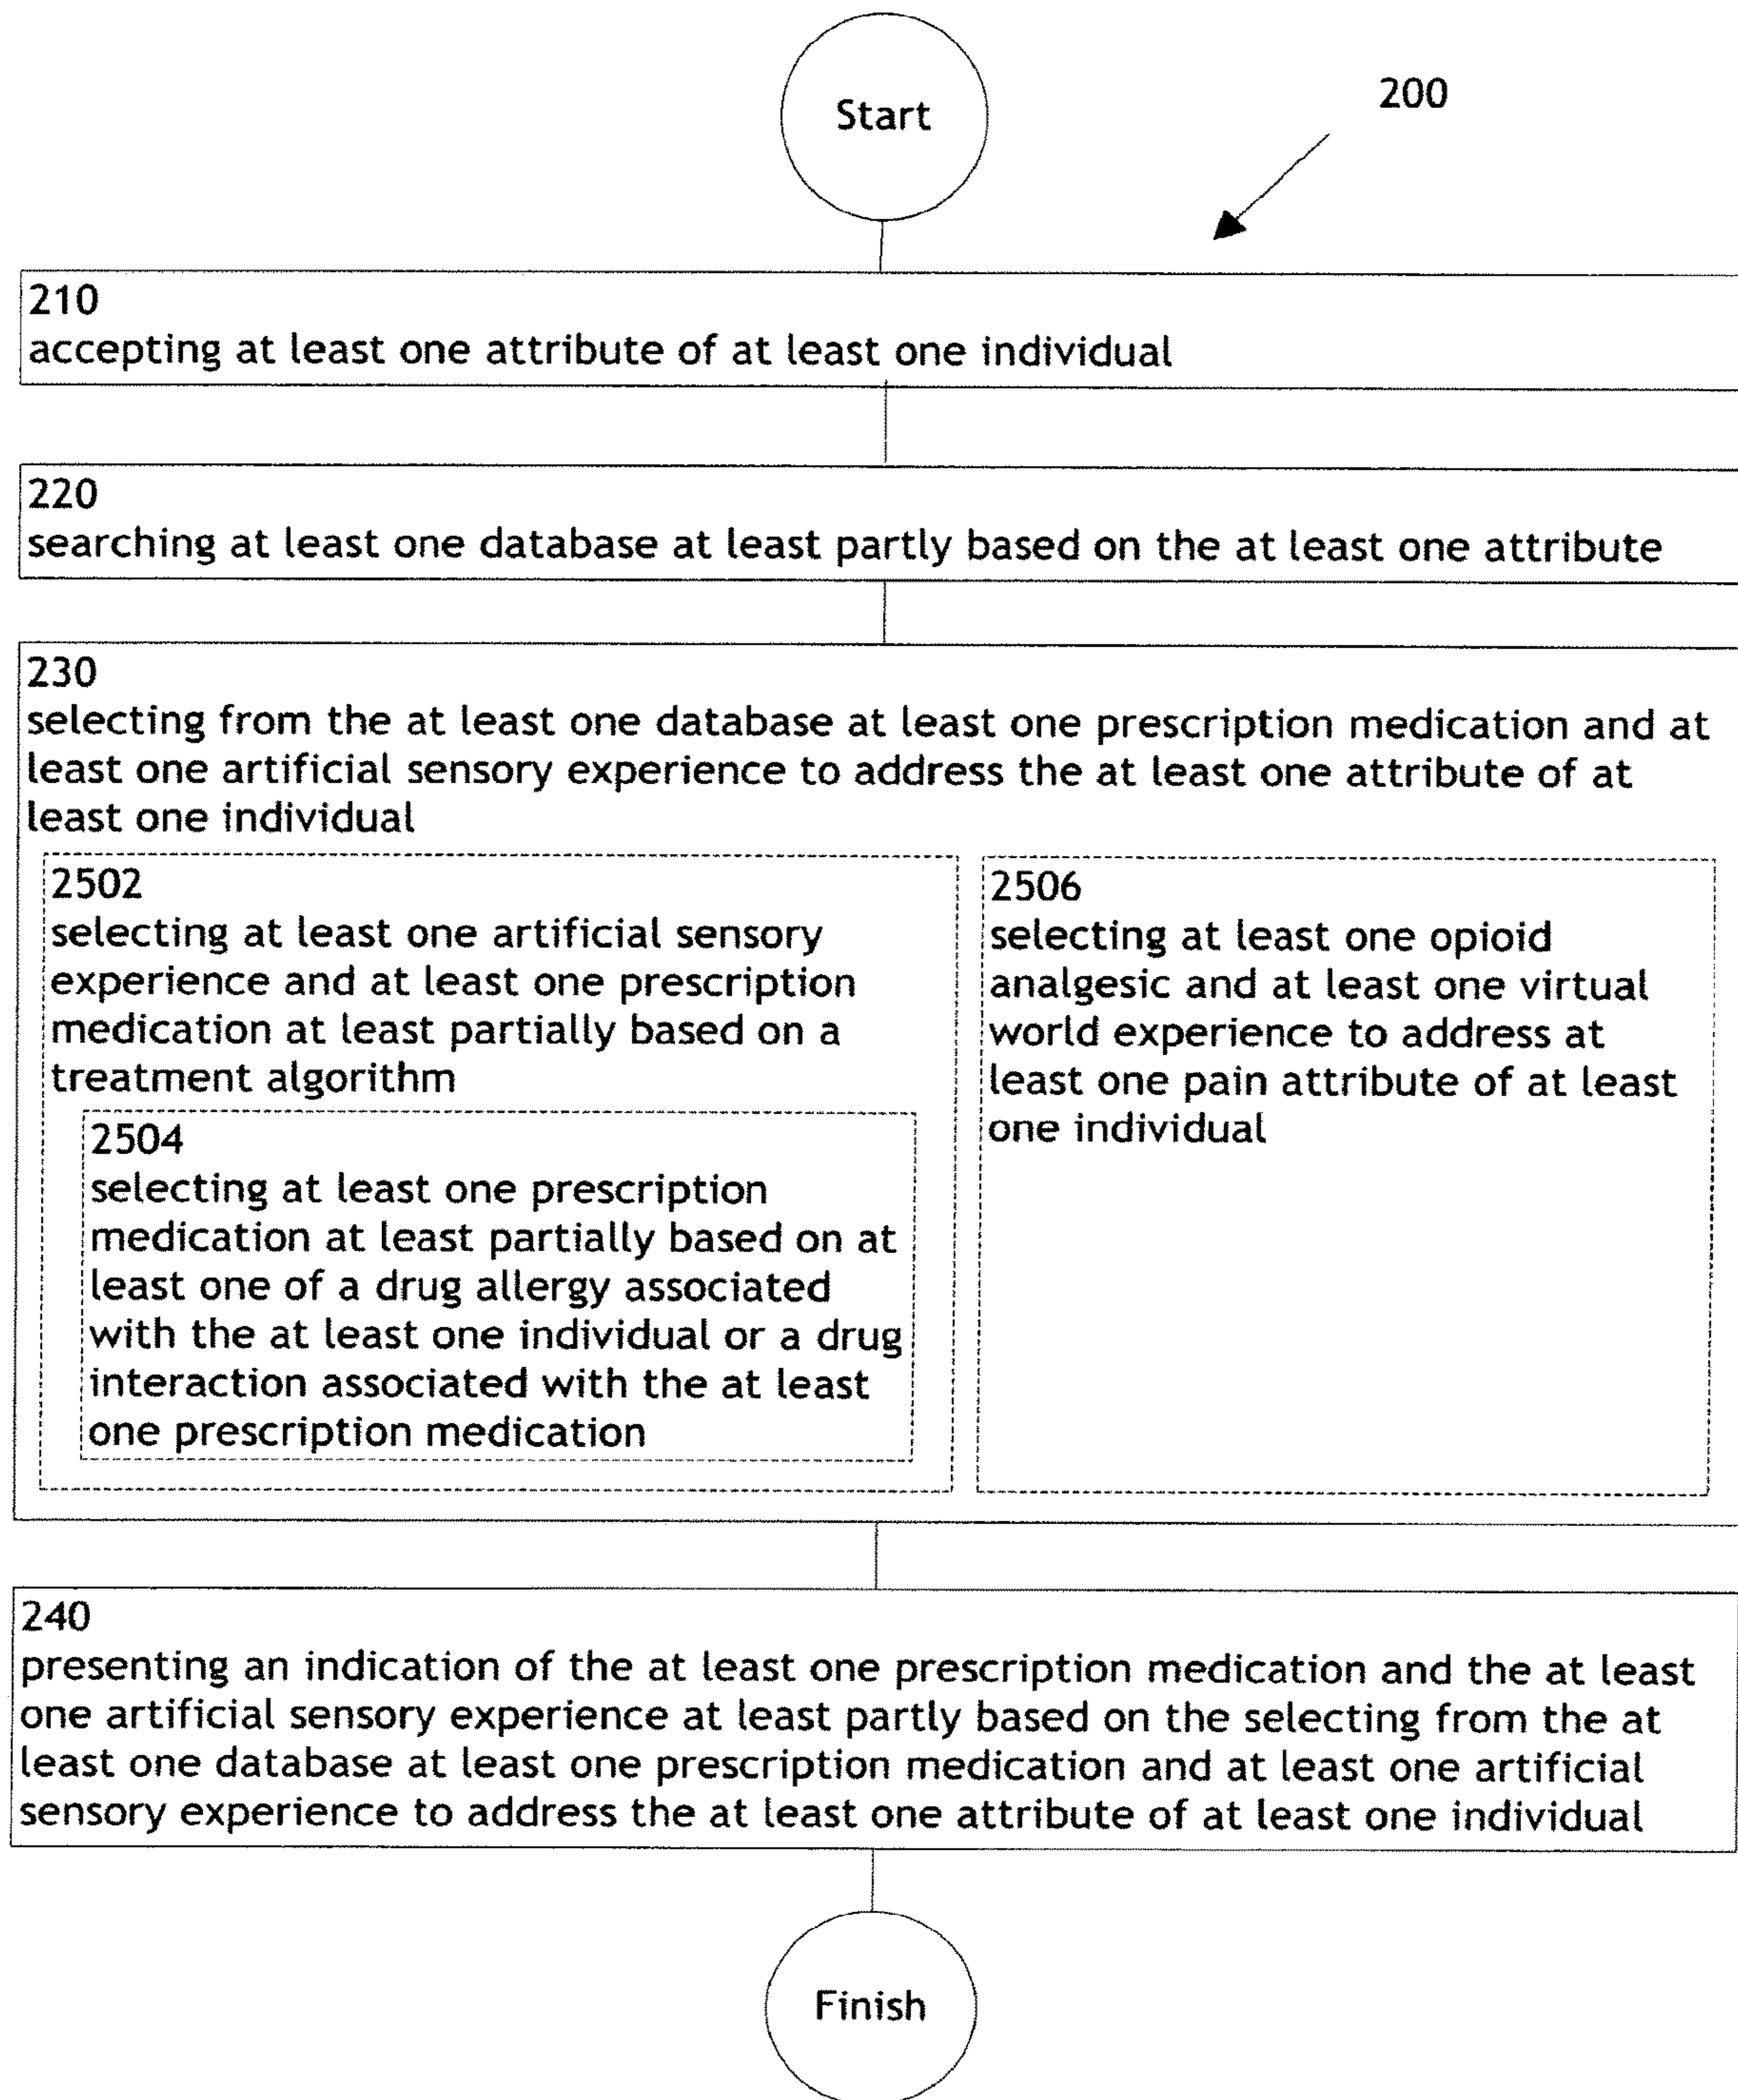 Start
200
210
accepting at least one attribute of at least one individual
220
searching at least one database at least partly based on the at least one attribute
230
selecting from the at least one database at least one prescription medication and at
least one artificial sensory experience to address the at least one attribute of at
least one individual
2502
selecting at least one artificial sensory
experience and at least one prescription
medication at least partially based on a
treatment algorithm
2504
selecting at least one prescription
medication at least partially based on at
least one of a drug allergy associated
with the at least one individual or a drug
interaction associated with the at least
one prescription medication
2506
selecting at least one opioid
analgesic and at least one virtual
world experience to address at
least one pain attribute of at least
one individual
240
presenting an indication of the at least one prescription medication and the at least
one artificial sensory experience at least partly based on the selecting from the at
least one database at least one prescription medication and at least one artificial
sensory experience to address the at least one attribute of at least one individual
Finish